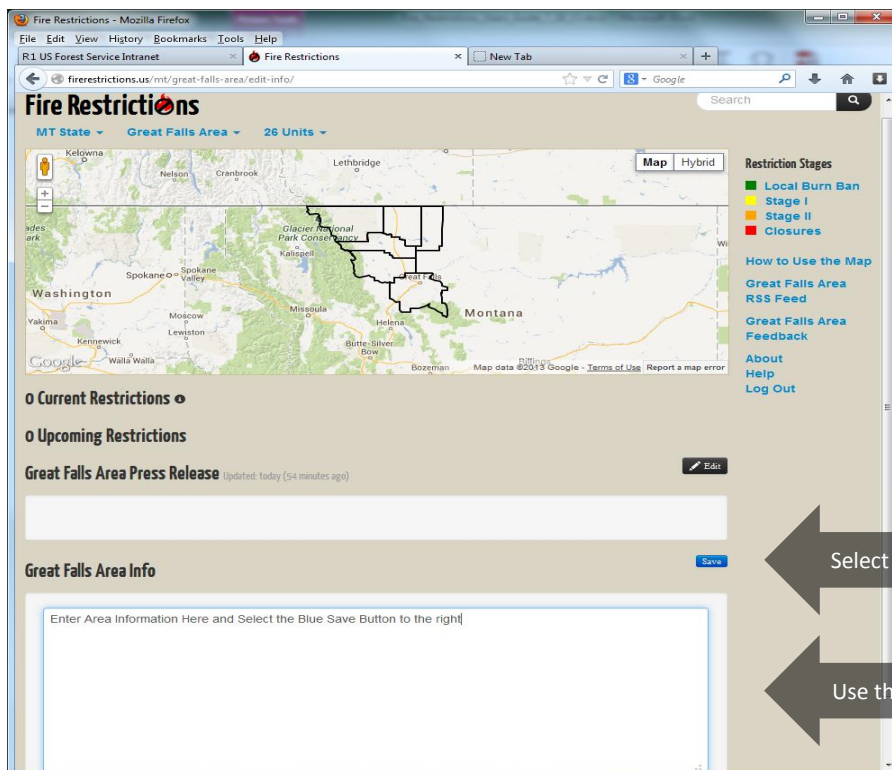 Fire Restrictions - Mozilla Firefox
File Edit View History Bookmarks Tools Help
R1 US Forest Service Intranet × Fire Restrictions × New Tab × +
firerestrictions.us/mt/great-falls-area/edit-info/ Google
Fire Restrictions
Search
MT State Great Falls Area 26 Units
Kelowna
Nelson
Cranbrook
Lethbridge
Map Hybrid
Glacier National
Park Conservancy
Kalispell
Spokane
Spokane
Valley
Great Falls
Washington
Moscow
Missoula
Montana
Yakima
Lewiston
Helena
Kennewick
Butte-Silver
Bow
Google
Walla Walla
Bozeman
Billings
Map data ©2013 Google - Terms of Use Report a map error
Restriction Stages
Local Burn Ban
Stage I
Stage II
Closures
How to Use the Map
Great Falls Area
RSS Feed
Great Falls Area
Feedback
About
Help
Log Out
0 Current Restrictions
0 Upcoming Restrictions
Great Falls Area Press Release Updated: today (54 minutes ago)
Edit
Great Falls Area Info
Save
Select
Enter Area Information Here and Select the Blue Save Button to the right
Use th